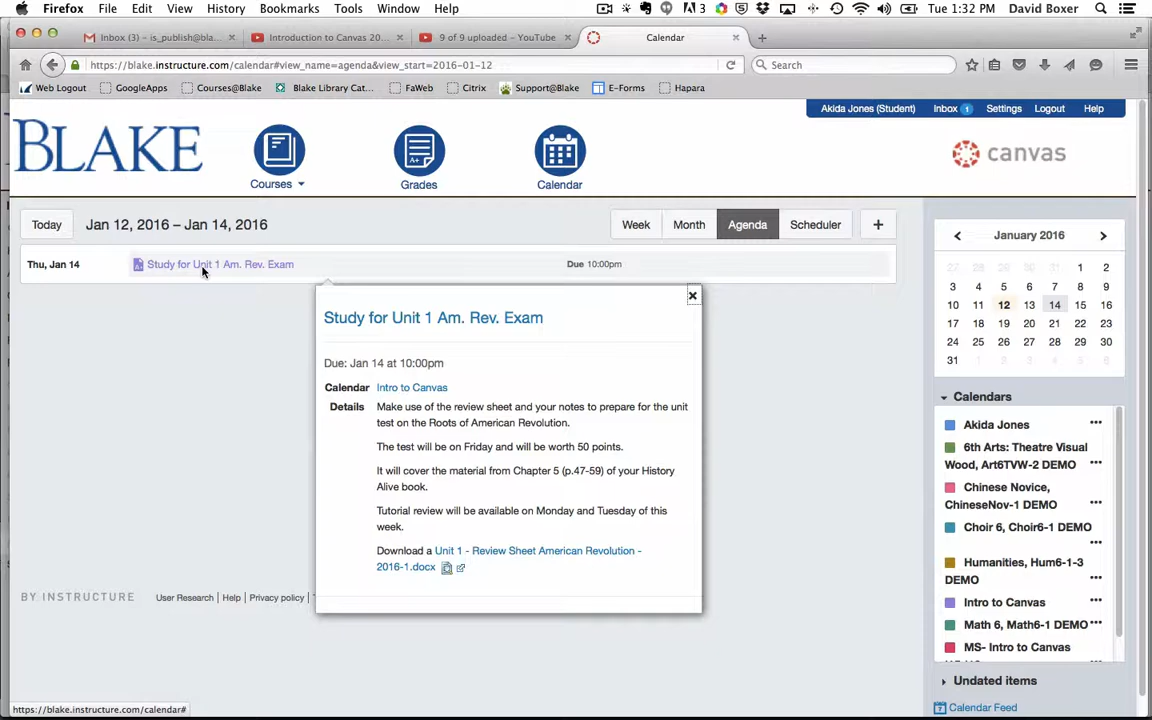 Firefox File Edit View History Bookmarks Tools Window Help 3 Tue 1:32 PM David Boxer
Inbox (3) – is_publish@bla... Introduction to Canvas 20... 9 of 9 uploaded – YouTube Calendar
https://blake.instructure.com/calendar#view_name=agenda&view_start=2016-01-12 Search
Web Logout GoogleApps Courses@Blake Blake Library Cat... FaWeb Citrix Support@Blake E-Forms Hapara
Akida Jones (Student) Inbox 1 Settings Logout Help
BLAKE Courses Grades Calendar canvas
Today Jan 12, 2016 – Jan 14, 2016 Week Month Agenda Scheduler +
Thu, Jan 14 Study for Unit 1 Am. Rev. Exam Due 10:00pm
Study for Unit 1 Am. Rev. Exam
Due: Jan 14 at 10:00pm
Calendar Intro to Canvas
Details Make use of the review sheet and your notes to prepare for the unit
test on the Roots of American Revolution.
The test will be on Friday and will be worth 50 points.
It will cover the material from Chapter 5 (p.47-59) of your History
Alive book.
Tutorial review will be available on Monday and Tuesday of this
week.
Download a Unit 1 - Review Sheet American Revolution -
2016-1.docx
January 2016
27 28 29 30 31 1 2
3 4 5 6 7 8 9
10 11 12 13 14 15 16
17 18 19 20 21 22 23
24 25 26 27 28 29 30
31 1 2 3 4 5 6
Calendars
Akida Jones
6th Arts: Theatre Visual
Wood, Art6TVW-2 DEMO
Chinese Novice,
ChineseNov-1 DEMO
Choir 6, Choir6-1 DEMO
Humanities, Hum6-1-3
DEMO
Intro to Canvas
Math 6, Math6-1 DEMO
MS- Intro to Canvas
Undated items
Calendar Feed
BY INSTRUCTURE User Research Help Privacy policy
https://blake.instructure.com/calendar#